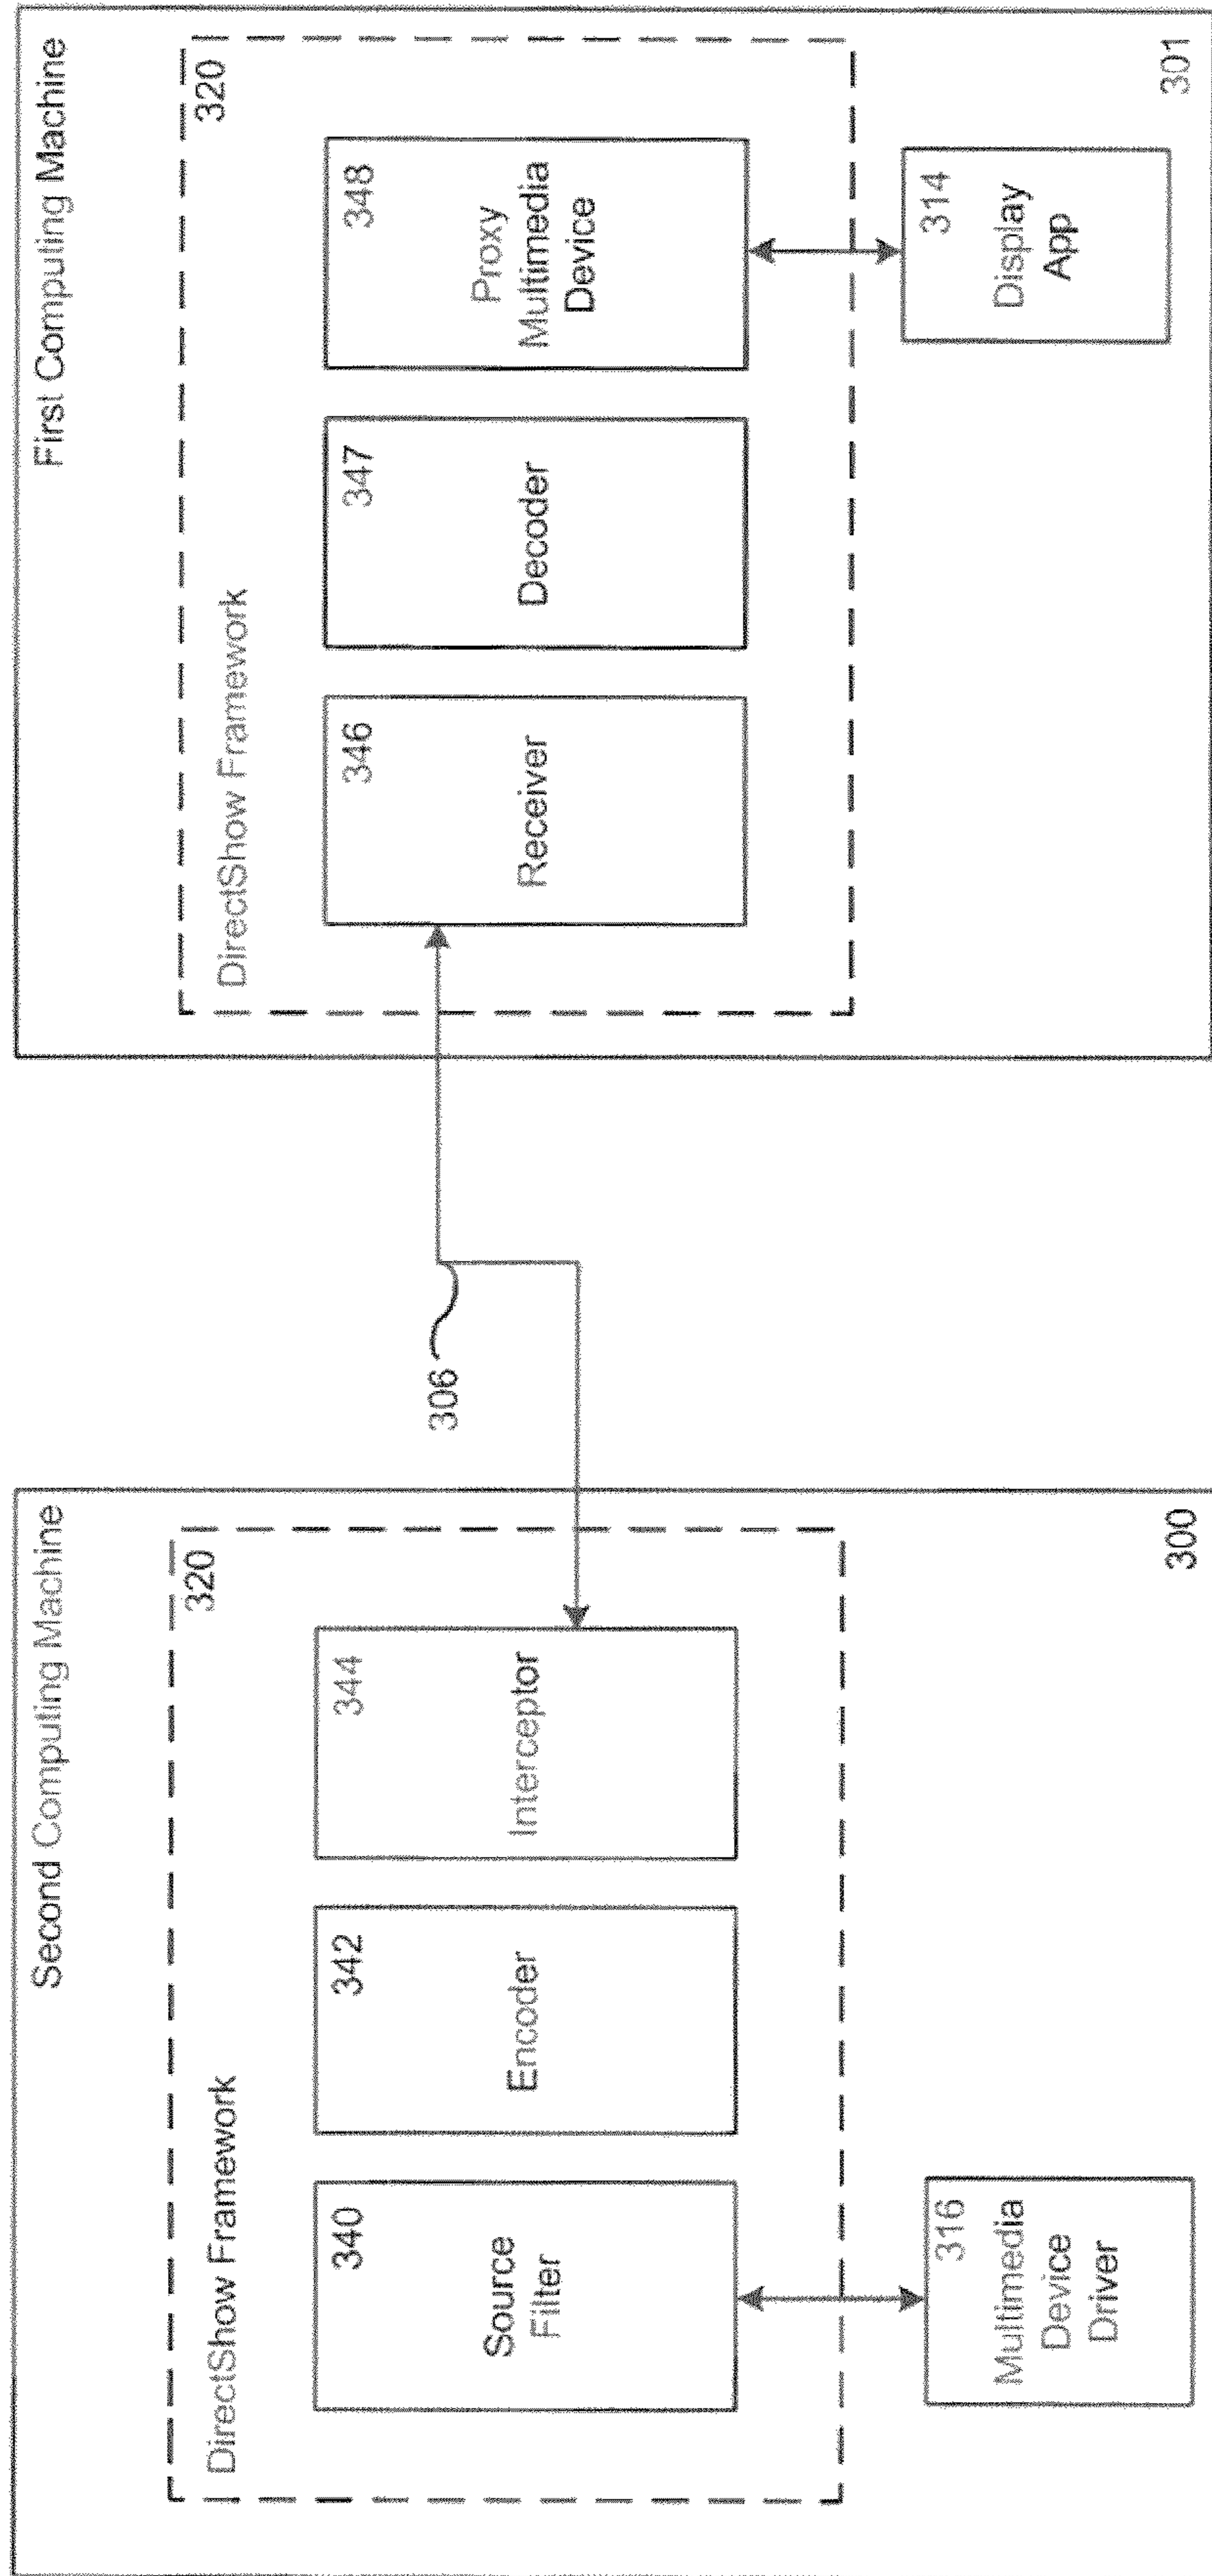 Second Computing Machine
DirectShow Framework
320
340
Source
Filter
342
Encoder
344
Interceptor
316
Multimedia
Device
Driver
300
306
First Computing Machine
DirectShow Framework
320
346
Receiver
347
Decoder
348
Proxy
Multimedia
Device
314
Display
App
301